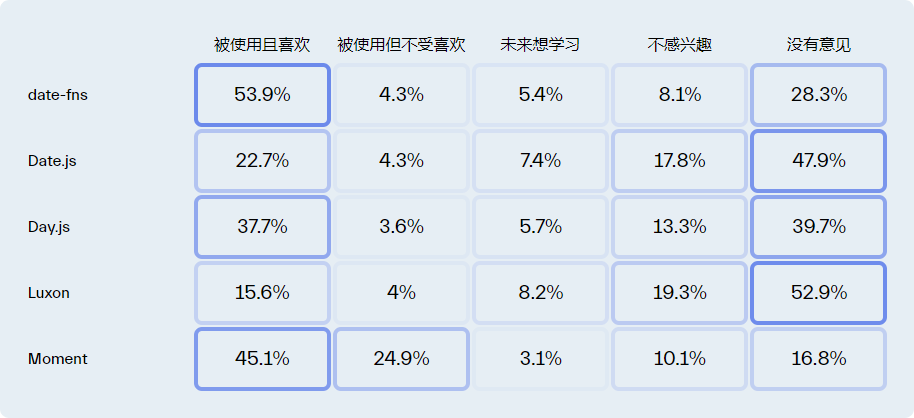 被使用且喜欢 被使用但不受喜欢 未来想学习 不感兴趣 没有意见
date-fns 53.9% 4.3% 5.4% 8.1% 28.3%
Date.js 22.7% 4.3% 7.4% 17.8% 47.9%
Day.js 37.7% 3.6% 5.7% 13.3% 39.7%
Luxon 15.6% 4% 8.2% 19.3% 52.9%
Moment 45.1% 24.9% 3.1% 10.1% 16.8%